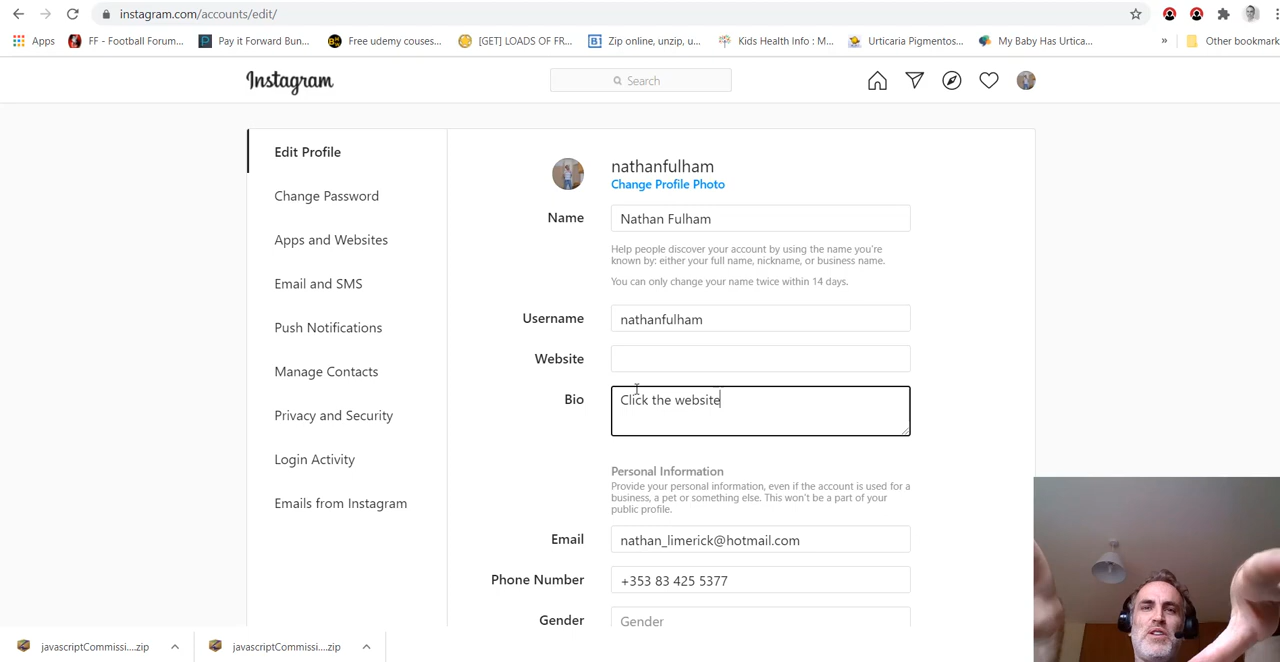 instagram.com/accounts/edit/
Apps
FF - Football Forum...
Pay it Forward Bun...
Free udemy couses...
[GET] LOADS OF FR...
Zip online, unzip, u...
Kids Health Info : M...
Urticaria Pigmentos...
My Baby Has Urtica...
»
Other bookmark
Instagram
Search
Edit Profile
Change Password
Apps and Websites
Email and SMS
Push Notifications
Manage Contacts
Privacy and Security
Login Activity
Emails from Instagram
nathanfulham
Change Profile Photo
Name
Nathan Fulham
Help people discover your account by using the name you're
known by: either your full name, nickname, or business name.
You can only change your name twice within 14 days.
Username
nathanfulham
Website
Bio
Click the website
Personal Information
Provide your personal information, even if the account is used for a
business, a pet or something else. This won't be a part of your
public profile.
Email
nathan_limerick@hotmail.com
Phone Number
+353 83 425 5377
Gender
Gender
javascriptCommissi....zip
javascriptCommissi....zip